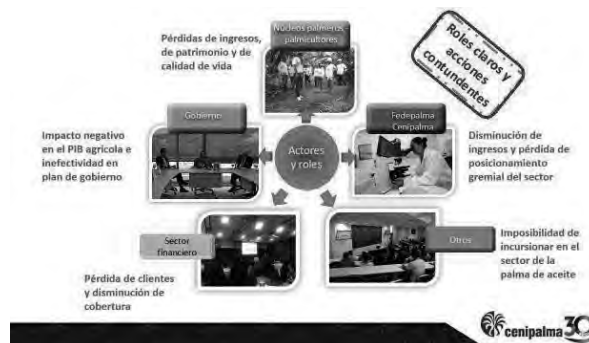 Núcleos palmeros -
palmicultores
Pérdidas de ingresos,
de patrimonio y de
calidad de vida
Roles claros y
acciones
contundentes
Gobierno
Impacto negativo
en el PIB agrícola e
inefectividad en
plan de gobierno
Actores
y roles
Fedepalma
Cenipalma
Disminución de
ingresos y pérdida de
posicionamiento
gremial del sector
Sector
financiero
Pérdida de clientes
y disminución de
cobertura
Otros
Imposibilidad de
incursionar en el
sector de la
palma de aceite
cenipalma 30